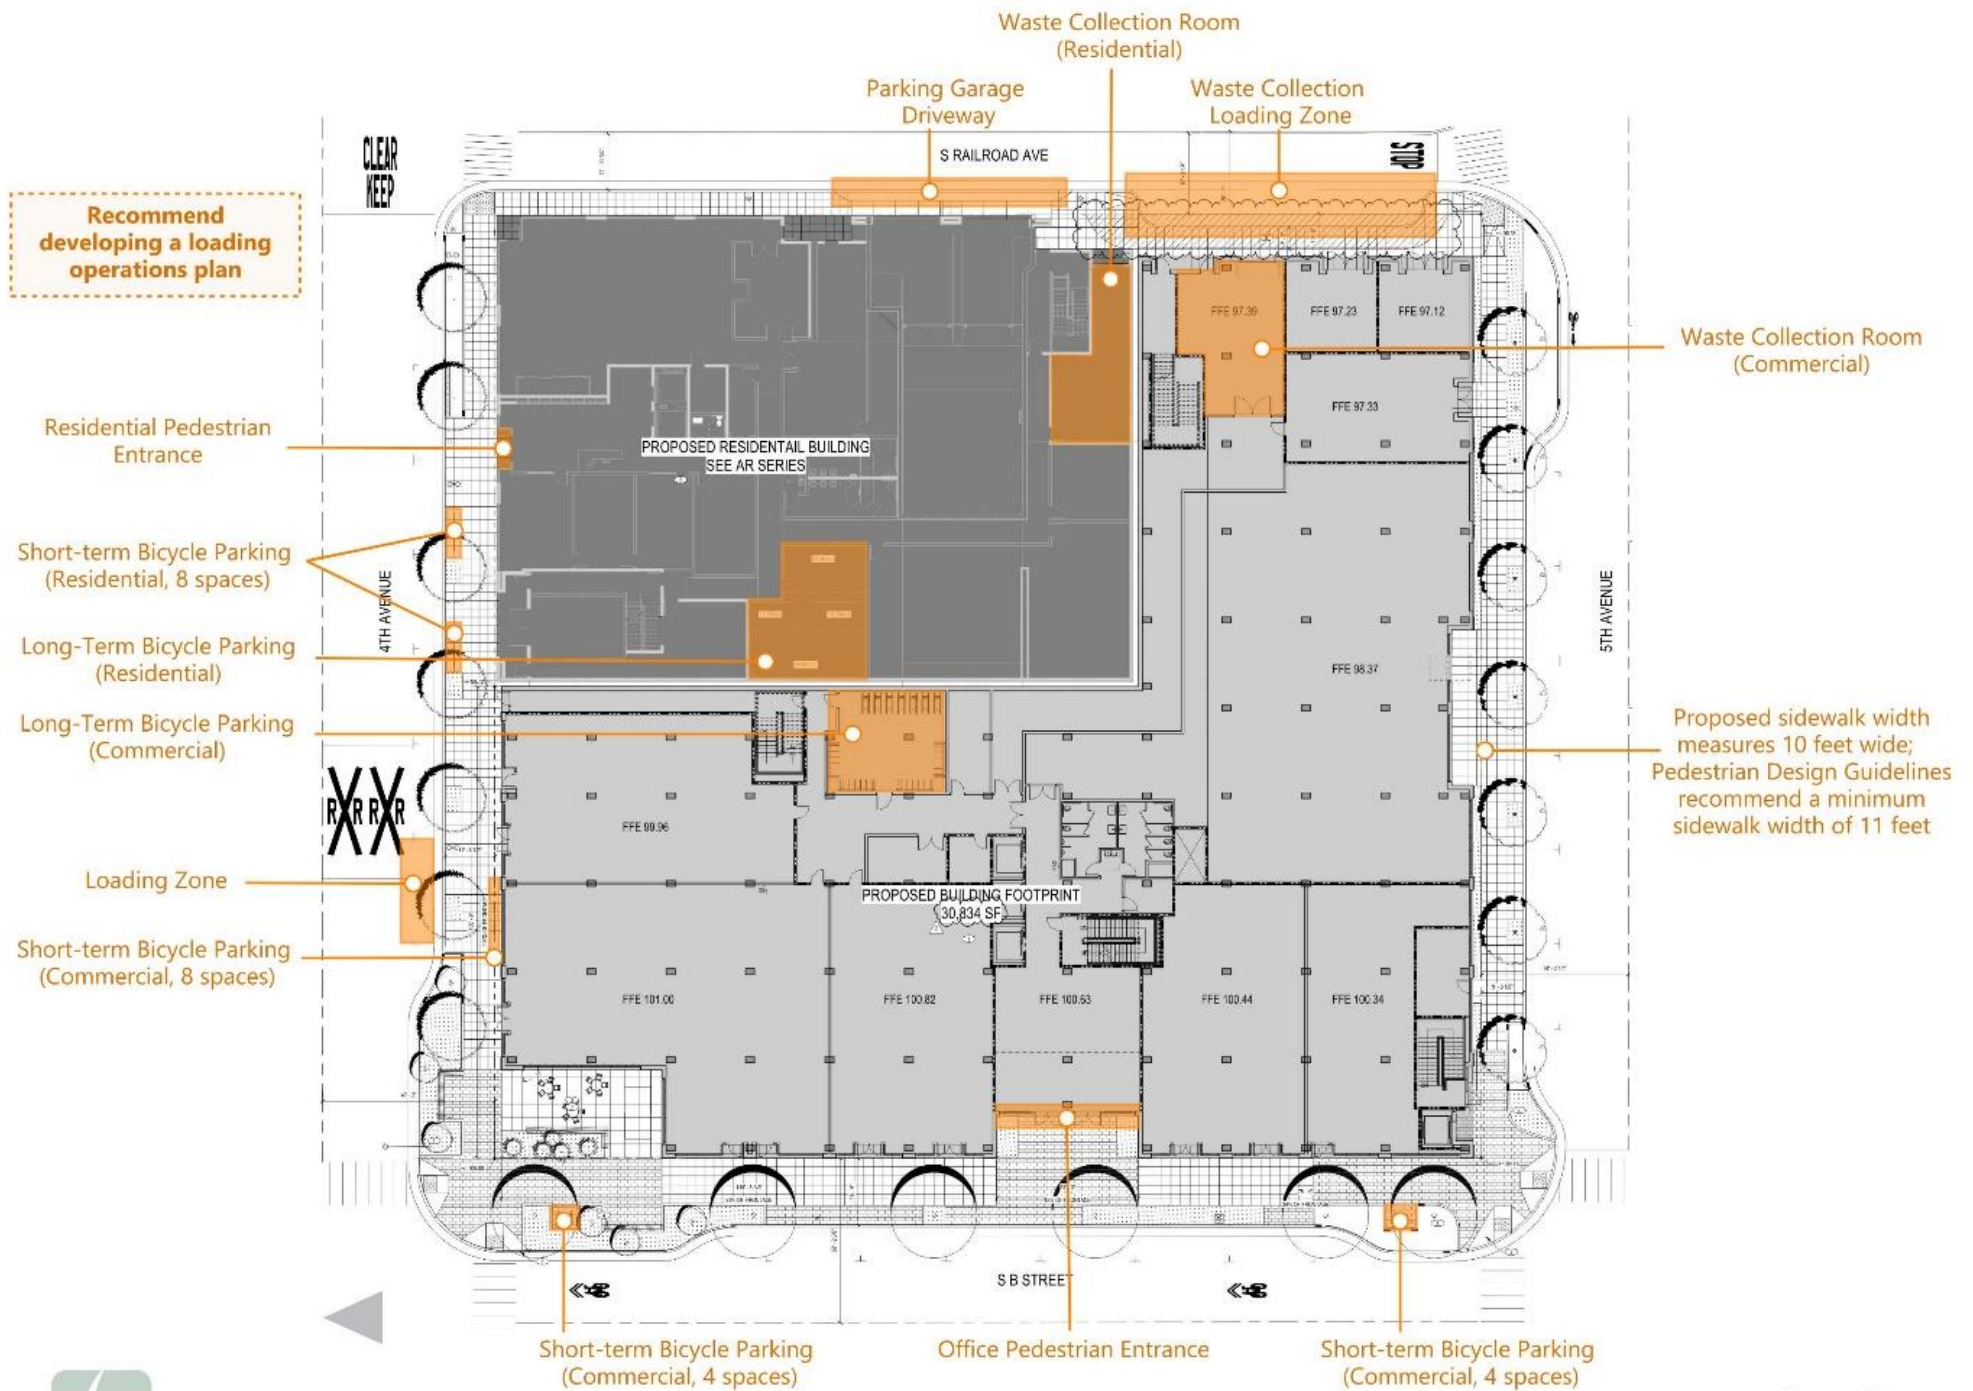 Waste Collection Room
(Residential)
Parking Garage
Driveway
Waste Collection
Loading Zone
CLEAR
KEEP
S RAILROAD AVE
STOP
Recommend
developing a loading
operations plan
FFE 97.39
FFE 97.23
FFE 97.12
Waste Collection Room
(Commercial)
FFE 97.33
Residential Pedestrian
Entrance
PROPOSED RESIDENTAIL BUILDING
SEE AR SERIES
Short-term Bicycle Parking
(Residential, 8 spaces)
4TH AVENUE
5TH AVENUE
Long-Term Bicycle Parking
(Residential)
FFE 98.37
Long-Term Bicycle Parking
(Commercial)
Proposed sidewalk width
measures 10 feet wide;
Pedestrian Design Guidelines
recommend a minimum
sidewalk width of 11 feet
RXR RXR
FFE 99.96
Loading Zone
PROPOSED BUILDING FOOTPRINT
30,834 SF
Short-term Bicycle Parking
(Commercial, 8 spaces)
FFE 101.00
FFE 100.82
FFE 100.63
FFE 100.44
FFE 100.34
S B STREET
Short-term Bicycle Parking
(Commercial, 4 spaces)
Office Pedestrian Entrance
Short-term Bicycle Parking
(Commercial, 4 spaces)